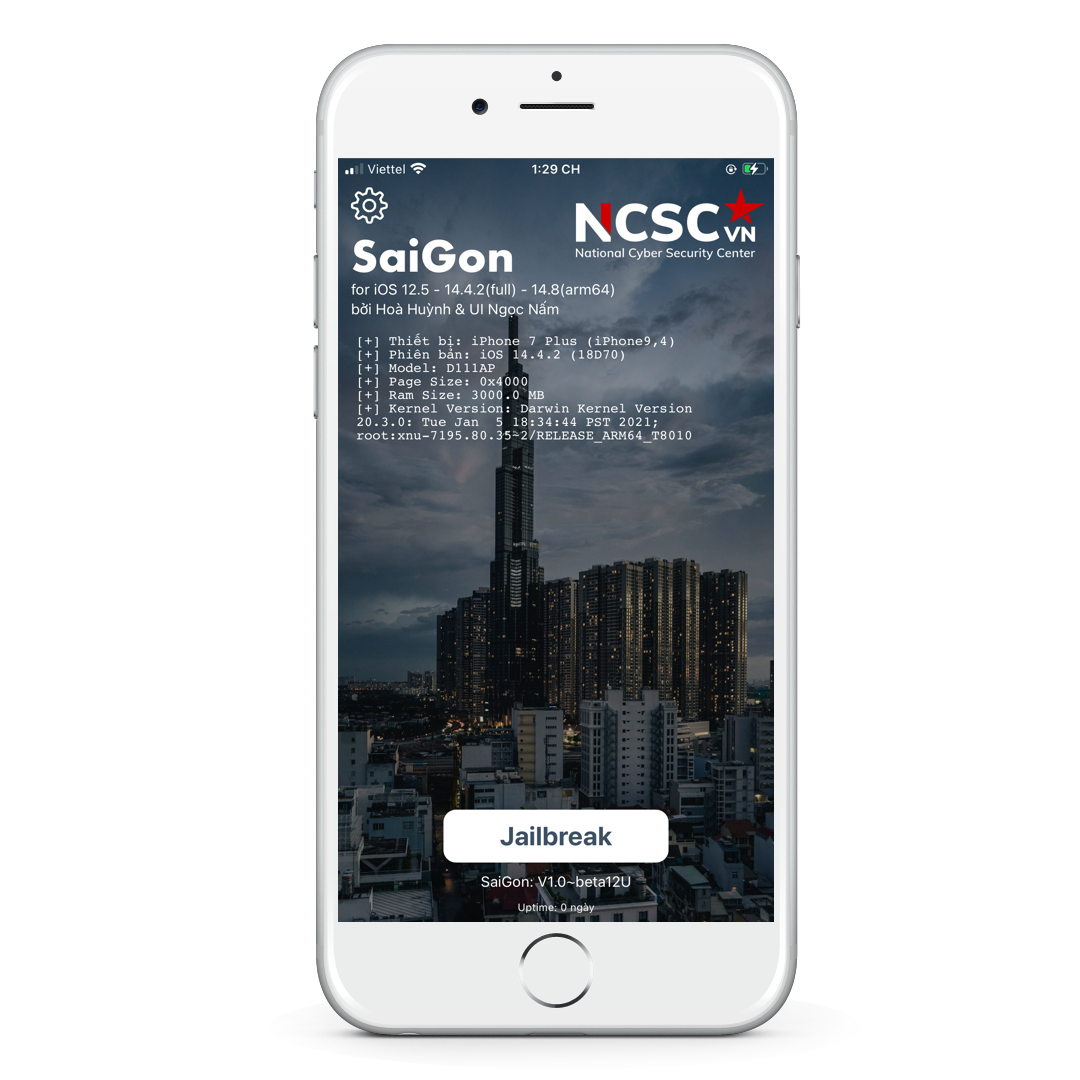 Viettel 1:29 CH
NCSC VN
National Cyber Security Center
SaiGon
for iOS 12.5 - 14.4.2(full) - 14.8(arm64)
bởi Hoà Huỳnh & UI Ngọc Nấm
[+] Thiết bị: iPhone 7 Plus (iPhone9,4)
[+] Phiên bản: iOS 14.4.2 (18D70)
[+] Model: D111AP
[+] Page Size: 0x4000
[+] Ram Size: 3000.0 MB
[+] Kernel Version: Darwin Kernel Version
20.3.0: Tue Jan  5 18:34:44 PST 2021;
root:xnu-7195.80.35~2/RELEASE_ARM64_T8010
Jailbreak
SaiGon: V1.0~beta12U
Uptime: 0 ngày